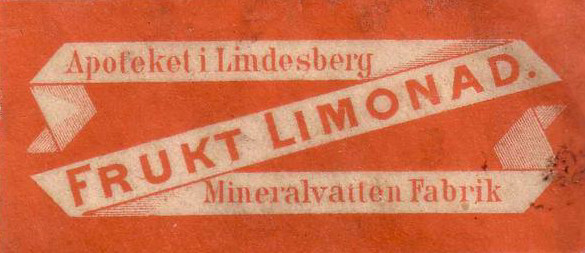 Apoteket i Lindesberg
FRUKT LIMONAD.
Mineralvatten Fabrik